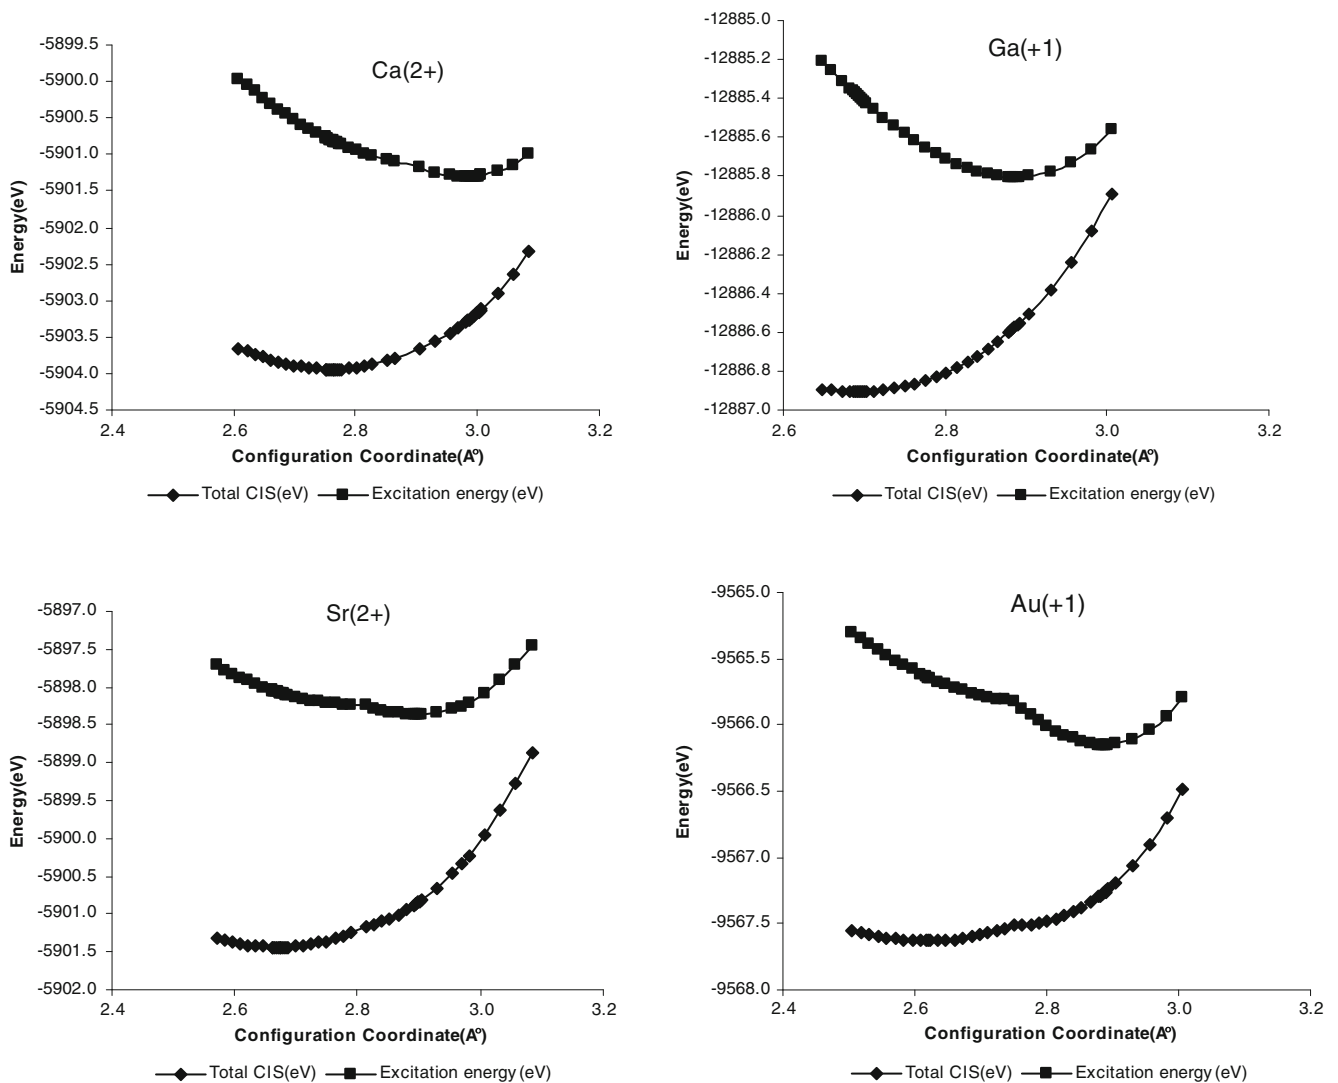 Ca(2+)
Energy(eV)
-5899.5
-5900.0
-5900.5
-5901.0
-5901.5
-5902.0
-5902.5
-5903.0
-5903.5
-5904.0
-5904.5
2.4 2.6 2.8 3.0 3.2
Configuration Coordinate(Aº)
Total CIS(eV) Excitation energy (eV)
Ga(+1)
Energy(eV)
-12885.0
-12885.2
-12885.4
-12885.6
-12885.8
-12886.0
-12886.2
-12886.4
-12886.6
-12886.8
-12887.0
2.6 2.8 3.0 3.2
Configuration Coordinate(Aº)
Total CIS(eV) Excitation energy (eV)
Sr(2+)
Energy(eV)
-5897.0
-5897.5
-5898.0
-5898.5
-5899.0
-5899.5
-5900.0
-5900.5
-5901.0
-5901.5
-5902.0
2.4 2.6 2.8 3.0 3.2
Configuration Coordinate(Aº)
Total CIS(eV) Excitation energy (eV)
Au(+1)
Energy(eV)
-9565.0
-9565.5
-9566.0
-9566.5
-9567.0
-9567.5
-9568.0
2.4 2.6 2.8 3.0 3.2
Configuration Coordinate(Aº)
Total CIS(eV) Excitation energy (eV)